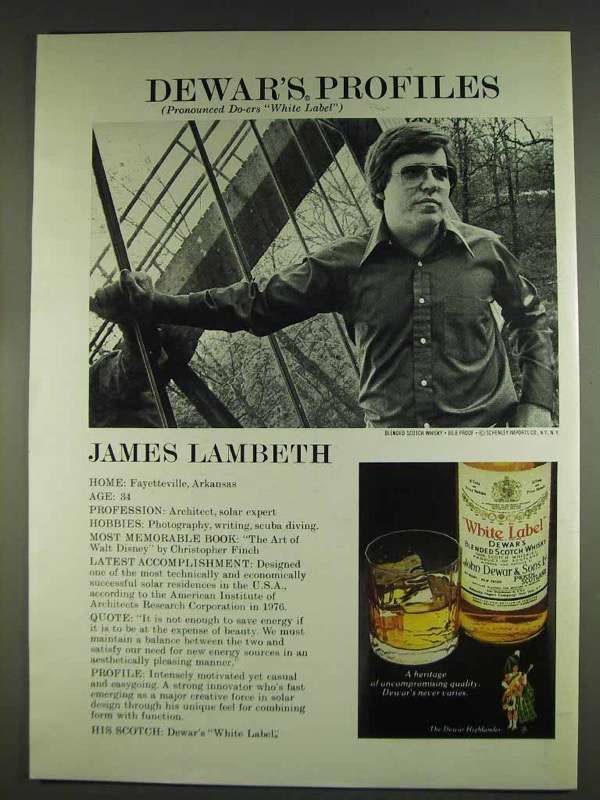 DEWAR'S® PROFILES
(Pronounced Do-ers "White Label")
BLENDED SCOTCH WHISKY • 86.8 PROOF • © SCHENLEY IMPORTS CO., N.Y., N.Y.
JAMES LAMBETH
HOME: Fayetteville, Arkansas
AGE: 34
PROFESSION: Architect, solar expert
HOBBIES: Photography, writing, scuba diving.
MOST MEMORABLE BOOK: "The Art of
Walt Disney" by Christopher Finch
LATEST ACCOMPLISHMENT: Designed
one of the most technically and economically
successful solar residences in the U.S.A.,
according to the American Institute of
Architects Research Corporation in 1976.
QUOTE: "It is not enough to save energy if
it is to be at the expense of beauty. We must
maintain a balance between the two and
satisfy our need for new energy sources in an
aesthetically pleasing manner."
PROFILE: Intensely motivated yet casual
and easygoing. A strong innovator who's fast
emerging as a major creative force in solar
design through his unique feel for combining
form with function.
HIS SCOTCH: Dewar's "White Label."
White Label
DEWAR'S
BLENDED SCOTCH WHISKY
John Dewar & Sons Ltd
PERTH
SCOTLAND
A heritage
of uncompromising quality.
Dewar's never varies.
The Dewar Highlander